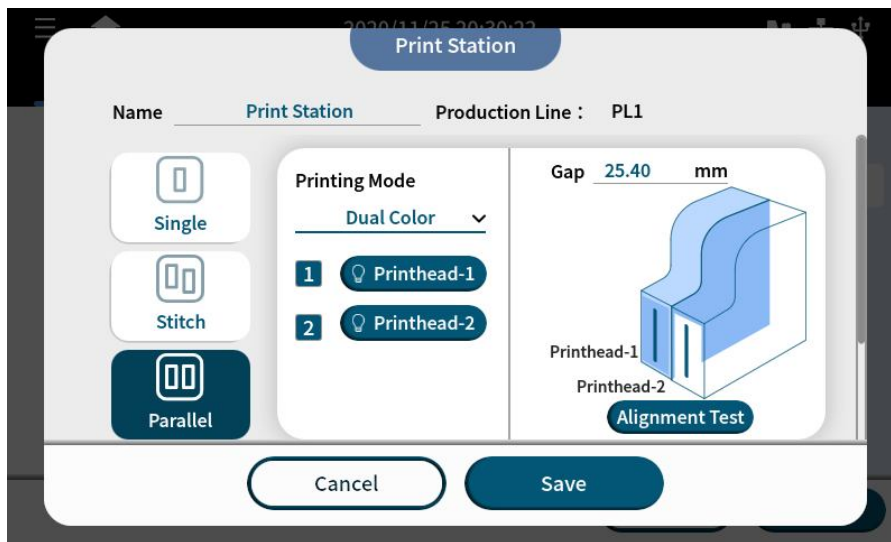 Print Station
Name Print Station Production Line : PL1
Single
Stitch
Parallel
Printing Mode
Dual Color
1 Printhead-1
2 Printhead-2
Gap 25.40 mm
Printhead-1
Printhead-2
Alignment Test
Cancel Save